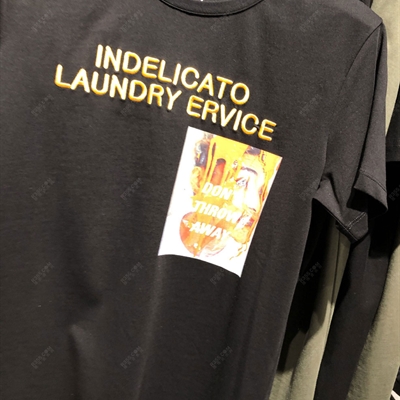 INDELICATO
LAUNDRY ERVICE
DON'T
THROW
AWAY